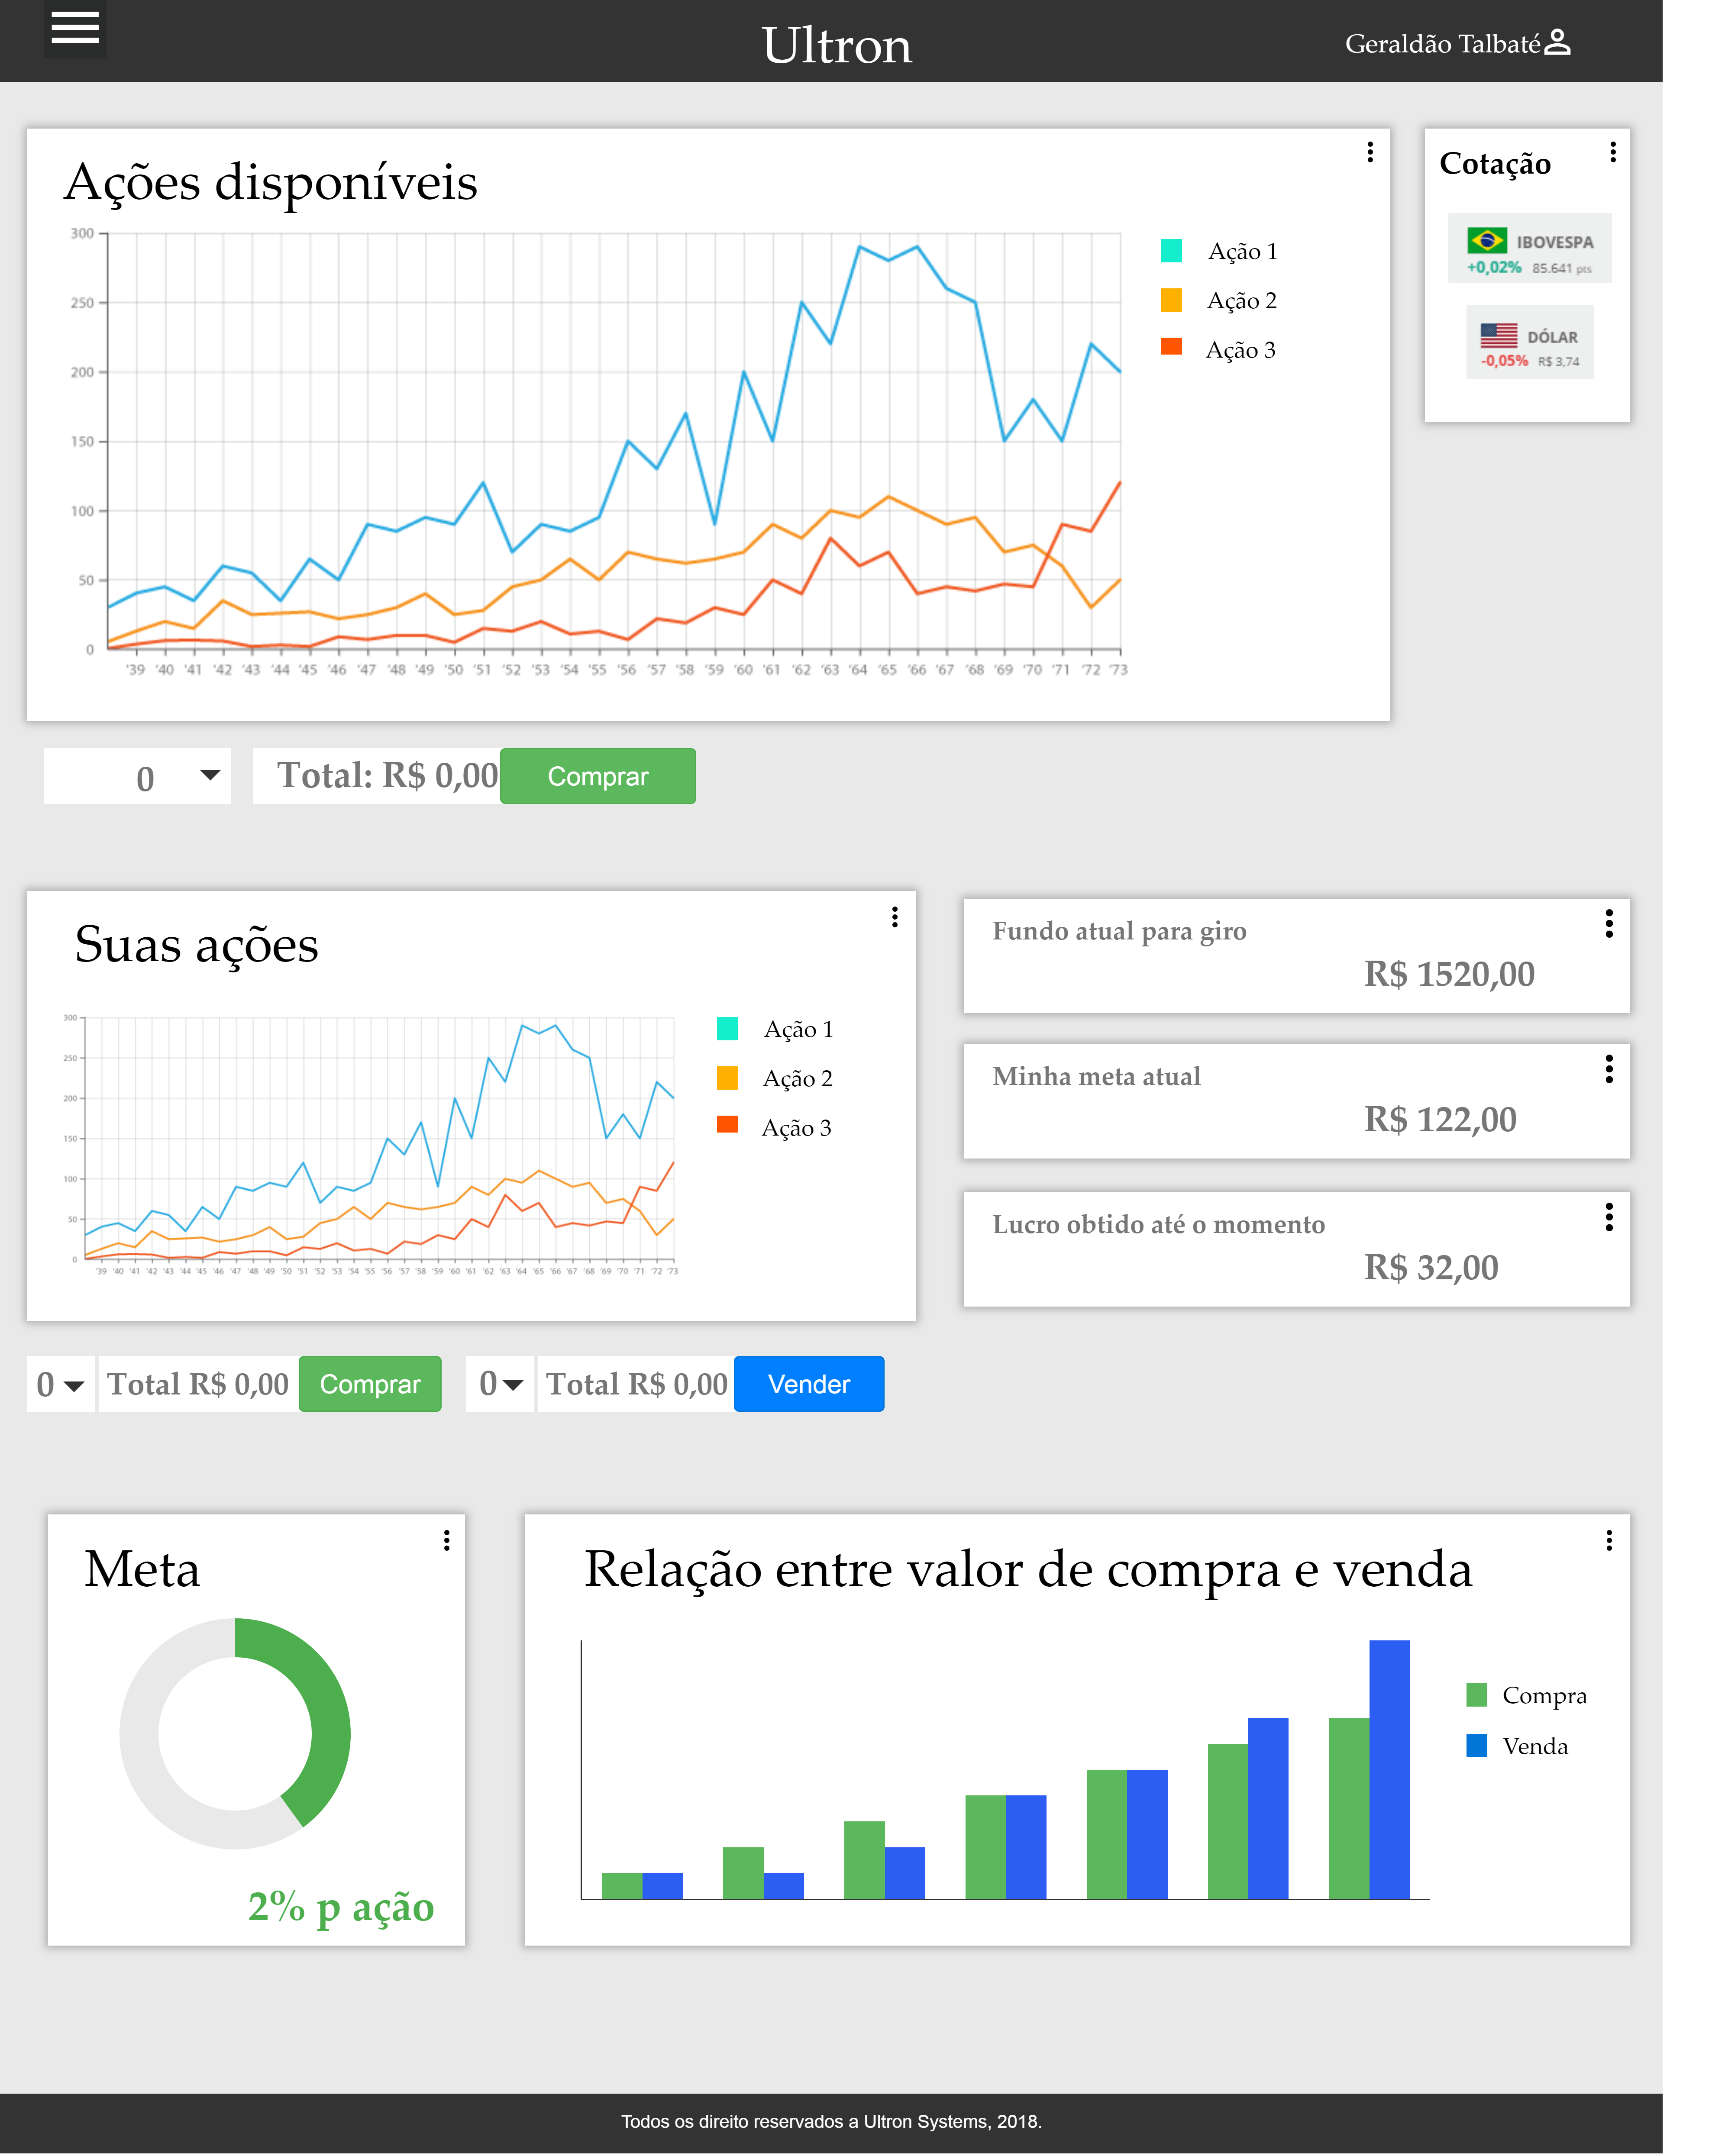 Ultron
Geraldão Talbaté
Ações disponíveis
300
250
200
150
100
50
0
'39 '40 '41 '42 '43 '44 '45 '46 '47 '48 '49 '50 '51 '52 '53 '54 '55 '56 '57 '58 '59 '60 '61 '62 '63 '64 '65 '66 '67 '68 '69 '70 '71 '72 '73
Ação 1
Ação 2
Ação 3
Cotação
IBOVESPA
+0,02% 85.641 pts
DÓLAR
-0,05% R$ 3,74
0
Total: R$ 0,00
Comprar
Suas ações
300
250
200
150
100
50
0
'39 '40 '41 '42 '43 '44 '45 '46 '47 '48 '49 '50 '51 '52 '53 '54 '55 '56 '57 '58 '59 '60 '61 '62 '63 '64 '65 '66 '67 '68 '69 '70 '71 '72 '73
Ação 1
Ação 2
Ação 3
Fundo atual para giro
R$ 1520,00
Minha meta atual
R$ 122,00
Lucro obtido até o momento
R$ 32,00
0
Total R$ 0,00
Comprar
0
Total R$ 0,00
Vender
Meta
2% p ação
Relação entre valor de compra e venda
Compra
Venda
Todos os direito reservados a Ultron Systems, 2018.